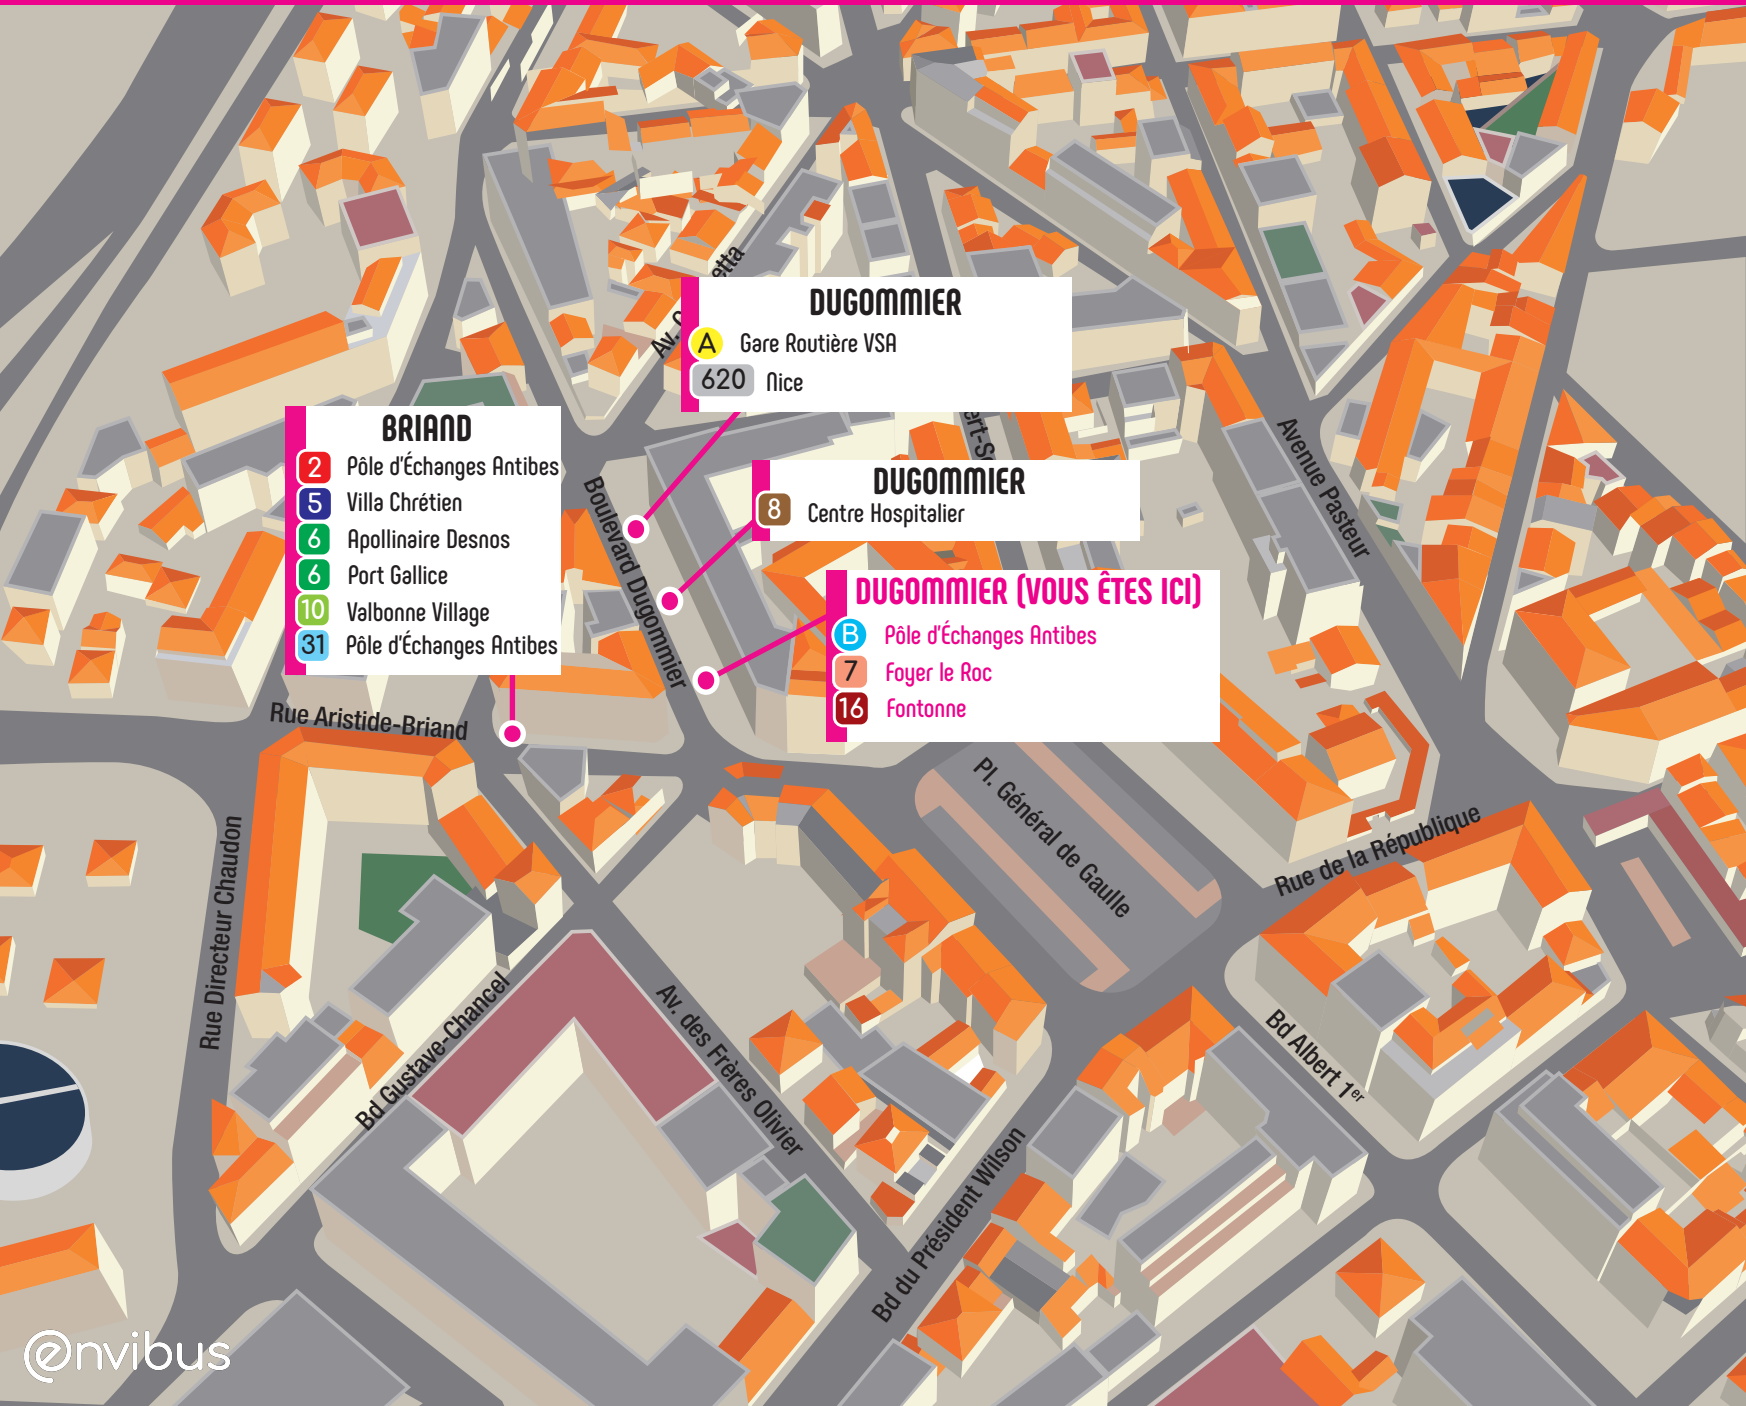 etta
Av.
DUGOMMIER
A Gare Routière VSA
620 Nice
BRIAND
2 Pôle d'Échanges Antibes
5 Villa Chrétien
6 Apollinaire Desnos
6 Port Gallice
10 Valbonne Village
31 Pôle d'Échanges Antibes
DUGOMMIER
8 Centre Hospitalier
DUGOMMIER (VOUS ÊTES ICI)
B Pôle d'Échanges Antibes
7 Foyer le Roc
16 Fontonne
Boulevard Dugommier
Avenue Pasteur
Rue Aristide-Briand
Pl. Général de Gaulle
Rue de la République
Rue Directeur Chaudon
Bd Gustave-Chancel
Av. des Frères Olivier
Bd Albert 1er
Bd du Président Wilson
envibus